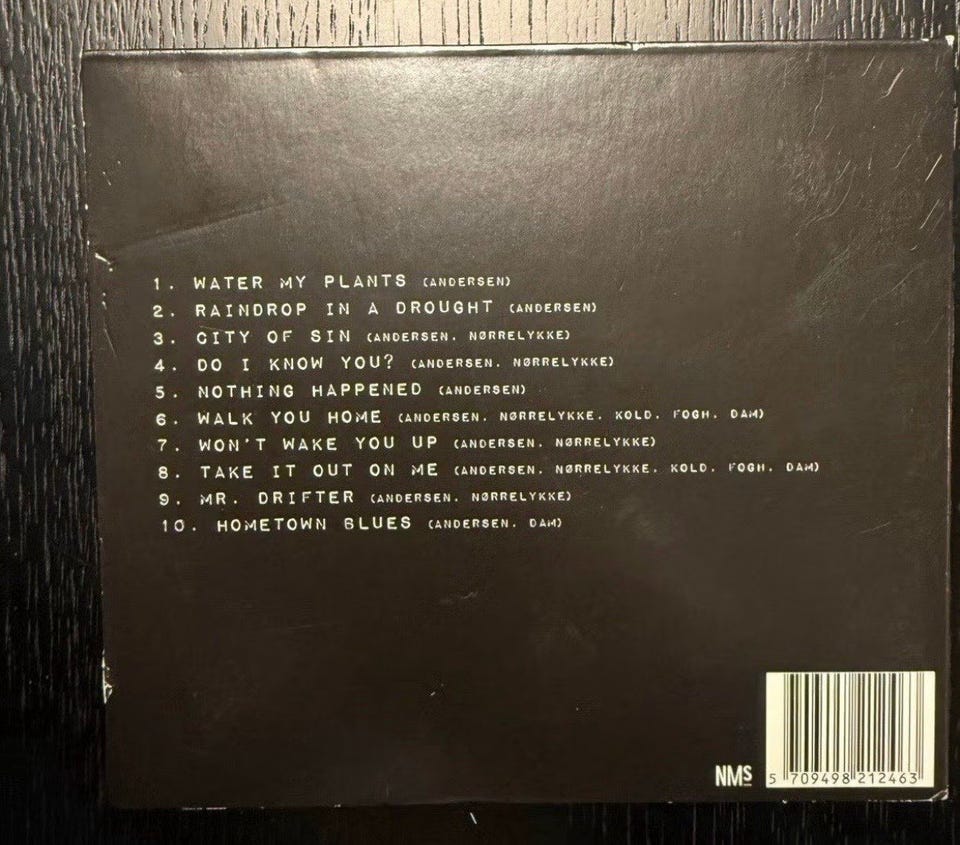 1. WATER MY PLANTS (ANDERSEN)
2. RAINDROP IN A DROUGHT (ANDERSEN)
3. CITY OF SIN (ANDERSEN, NØRRELYKKE)
4. DO I KNOW YOU? (ANDERSEN, NØRRELYKKE)
5. NOTHING HAPPENED (ANDERSEN)
6. WALK YOU HOME (ANDERSEN, NØRRELYKKE, KOLD, FOGH, DAM)
7. WON'T WAKE YOU UP (ANDERSEN, NØRRELYKKE)
8. TAKE IT OUT ON ME (ANDERSEN, NØRRELYKKE, KOLD, FOGH, DAM)
9. MR. DRIFTER (ANDERSEN, NØRRELYKKE)
10. HOMETOWN BLUES (ANDERSEN, DAM)
NMS
5 709498 212463